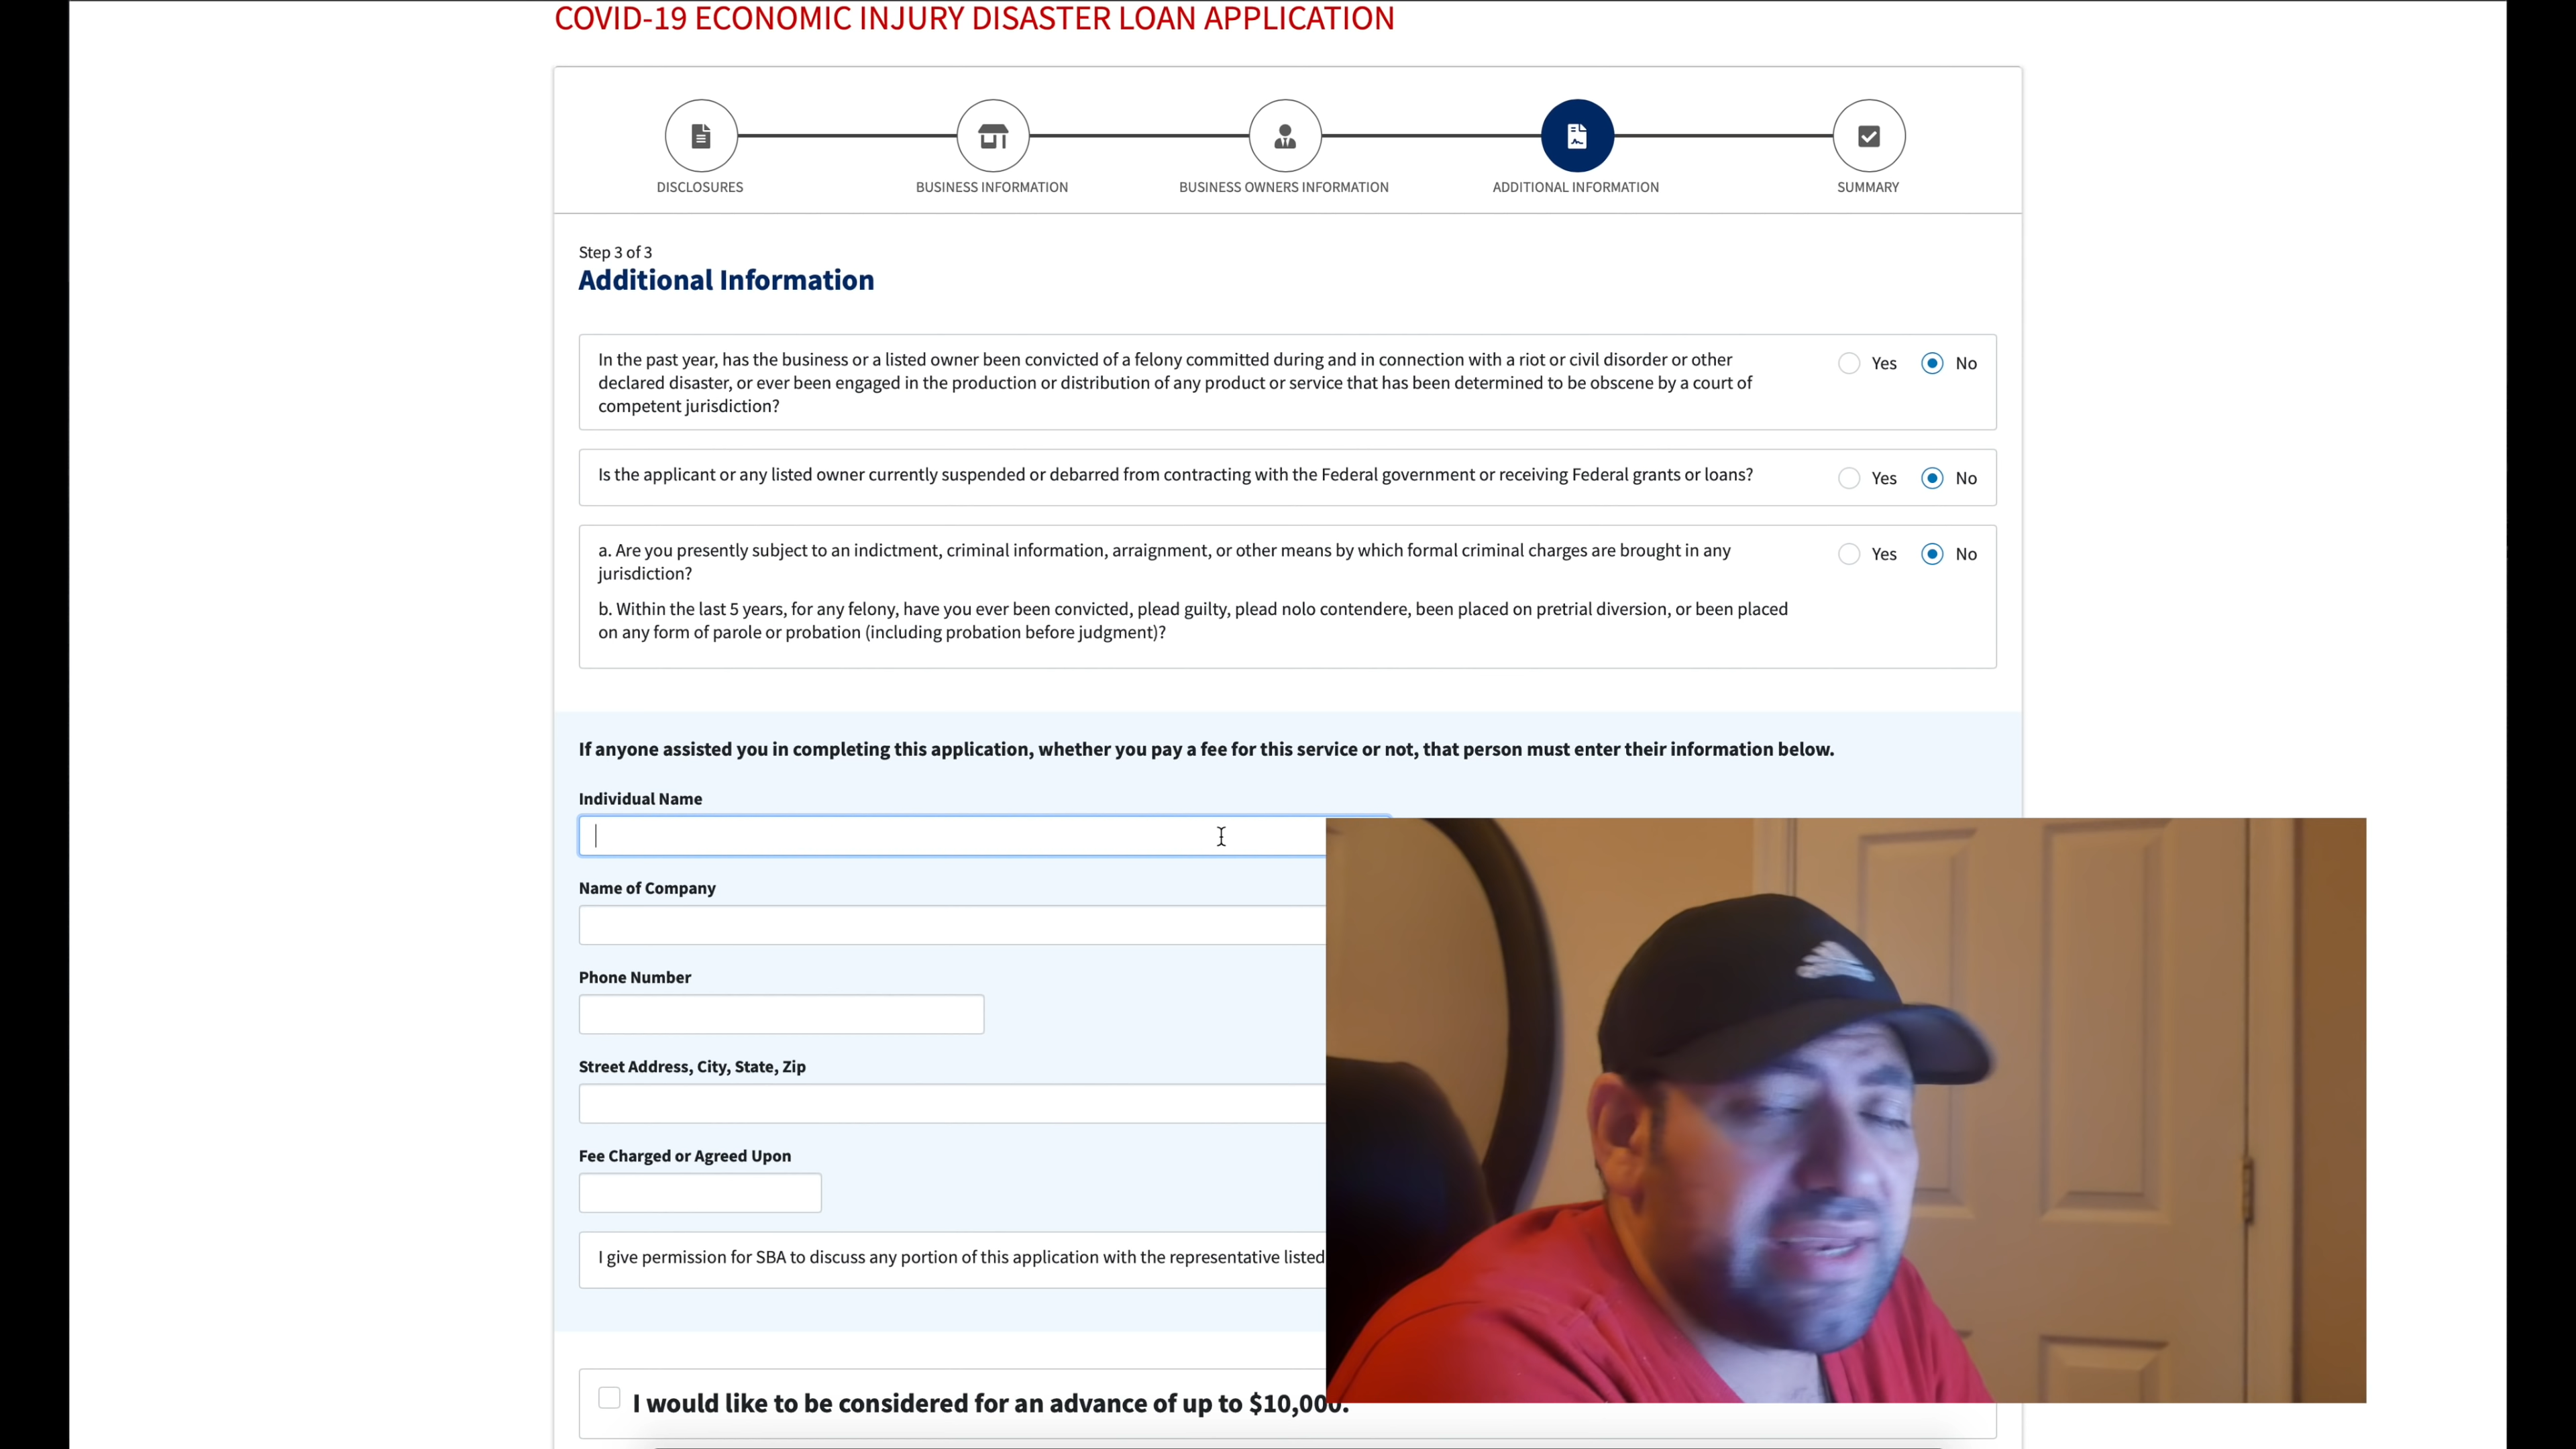 COVID-19 ECONOMIC INJURY DISASTER LOAN APPLICATION
DISCLOSURES
BUSINESS INFORMATION
BUSINESS OWNERS INFORMATION
ADDITIONAL INFORMATION
SUMMARY
Step 3 of 3
Additional Information
In the past year, has the business or a listed owner been convicted of a felony committed during and in connection with a riot or civil disorder or other
declared disaster, or ever been engaged in the production or distribution of any product or service that has been determined to be obscene by a court of
competent jurisdiction?
Yes No
Is the applicant or any listed owner currently suspended or debarred from contracting with the Federal government or receiving Federal grants or loans?
Yes No
a. Are you presently subject to an indictment, criminal information, arraignment, or other means by which formal criminal charges are brought in any
jurisdiction?
Yes No
b. Within the last 5 years, for any felony, have you ever been convicted, plead guilty, plead nolo contendere, been placed on pretrial diversion, or been placed
on any form of parole or probation (including probation before judgment)?
If anyone assisted you in completing this application, whether you pay a fee for this service or not, that person must enter their information below.
Individual Name
Name of Company
Phone Number
Street Address, City, State, Zip
Fee Charged or Agreed Upon
I give permission for SBA to discuss any portion of this application with the representative listed
I would like to be considered for an advance of up to $10,000.